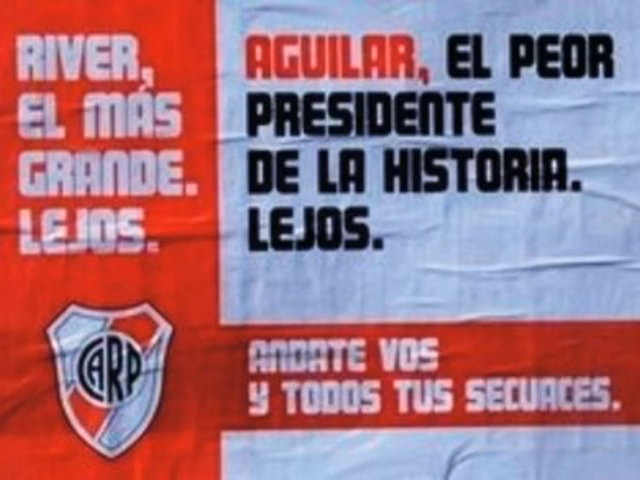 RIVER,
EL MÁS
GRANDE.
LEJOS.
AGUILAR, EL PEOR
PRESIDENTE
DE LA HISTORIA.
LEJOS.
CARP
ANDATE VOS
Y TODOS TUS SECUACES.